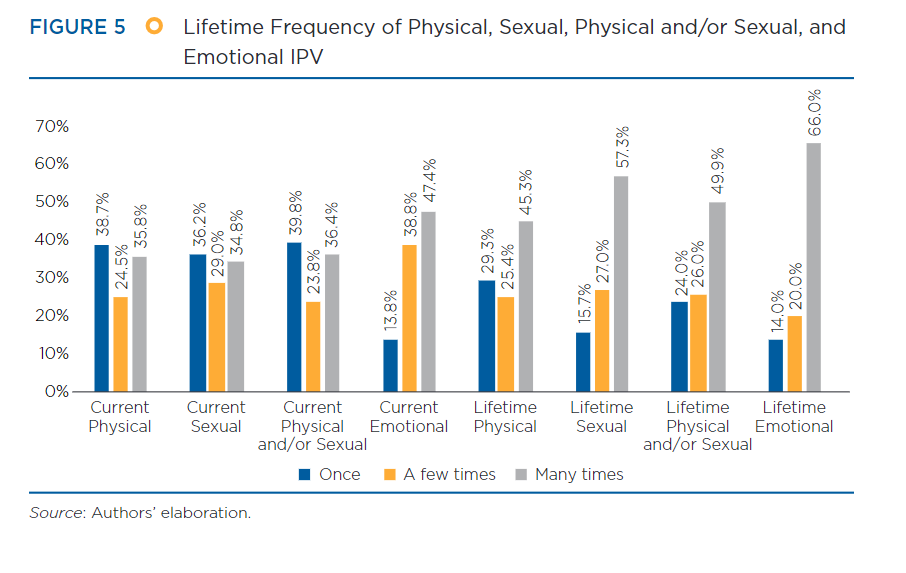 FIGURE 5 Lifetime Frequency of Physical, Sexual, Physical and/or Sexual, and
Emotional IPV
70%
60%
50%
40%
30%
20%
10%
0%
38.7% 24.5% 35.8%
36.2% 29.0% 34.8%
39.8% 23.8% 36.4%
13.8% 38.8% 47.4%
29.3% 25.4% 45.3%
15.7% 27.0% 57.3%
24.0% 26.0% 49.9%
14.0% 20.0% 66.0%
Current
Physical
Current
Sexual
Current
Physical
and/or Sexual
Current
Emotional
Lifetime
Physical
Lifetime
Sexual
Lifetime
Physical
and/or Sexual
Lifetime
Emotional
Once A few times Many times
Source: Authors’ elaboration.